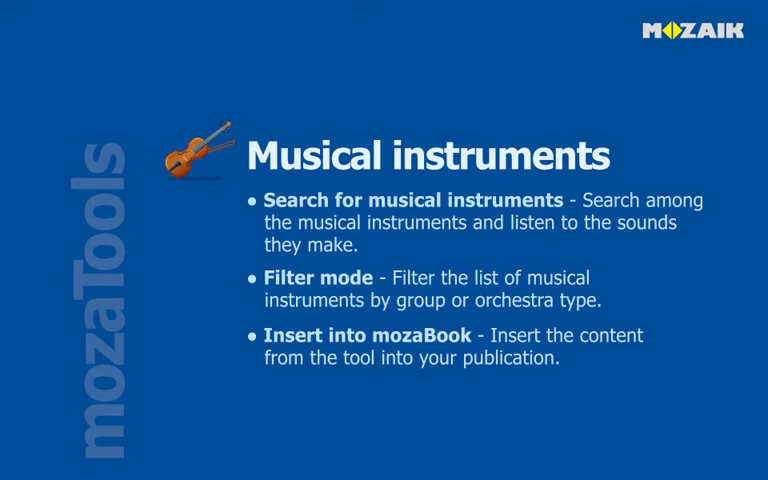 MOZAIK
mozaTools
Musical instruments
● Search for musical instruments - Search among
the musical instruments and listen to the sounds
they make.
● Filter mode - Filter the list of musical
instruments by group or orchestra type.
● Insert into mozaBook - Insert the content
from the tool into your publication.